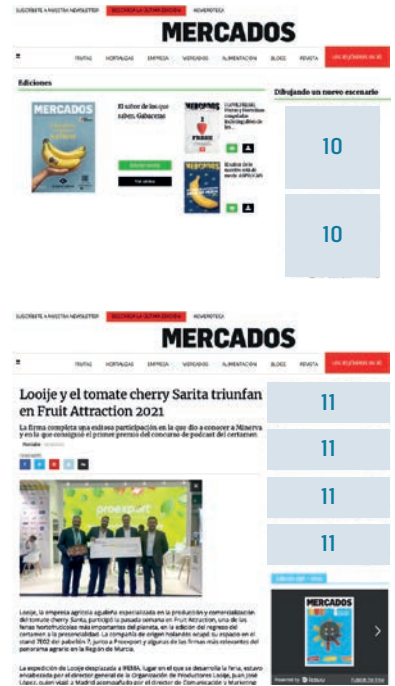 SUSCRÍBETE A NUESTRA NEWSLETTER DESCARGA LA ÚLTIMA EDICIÓN HEMEROTECA
MERCADOS
FRUTAS HORTALIZAS EMPRESA MERCADOS ALIMENTACIÓN BLOGS REVISTA
Ediciones
Dibujando un nuevo escenario
MERCADOS
El sabor de los que
saben. Gabaceras
MERCADOS
I
FRESH
MERCADOS
10
10
SUSCRÍBETE A NUESTRA NEWSLETTER DESCARGA LA ÚLTIMA EDICIÓN HEMEROTECA
MERCADOS
FRUTAS HORTALIZAS EMPRESA MERCADOS ALIMENTACIÓN BLOGS REVISTA
Looije y el tomate cherry Sarita triunfan
en Fruit Attraction 2021
La firma completa una exitosa participación en la que dio a conocer a Minerva
y en la que consiguió el primer premio del concurso de podcast del certamen
11
11
11
11
proexport
MERCADOS
Looije, la empresa agrícola aguileña especializada en la producción y comercialización
del tomate cherry Sarita, participó la pasada semana en Fruit Attraction, una de las
ferias hortofrutícolas más importantes del planeta, en la edición del regreso del
certamen a la presencialidad. La compañía de origen holandés ocupó su espacio en el
stand 7E02 del pabellón 7, junto a Proexport y algunas de las firmas más relevantes del
panorama agrario en la Región de Murcia.
La expedición de Looije desplazada a IFEMA, lugar en el que se desarrolla la feria, estuvo
encabezada por el director general de la Organización de Productores Looije, Juan José
López, quien viajó a Madrid acompañado por el director de Comunicación y Marketing